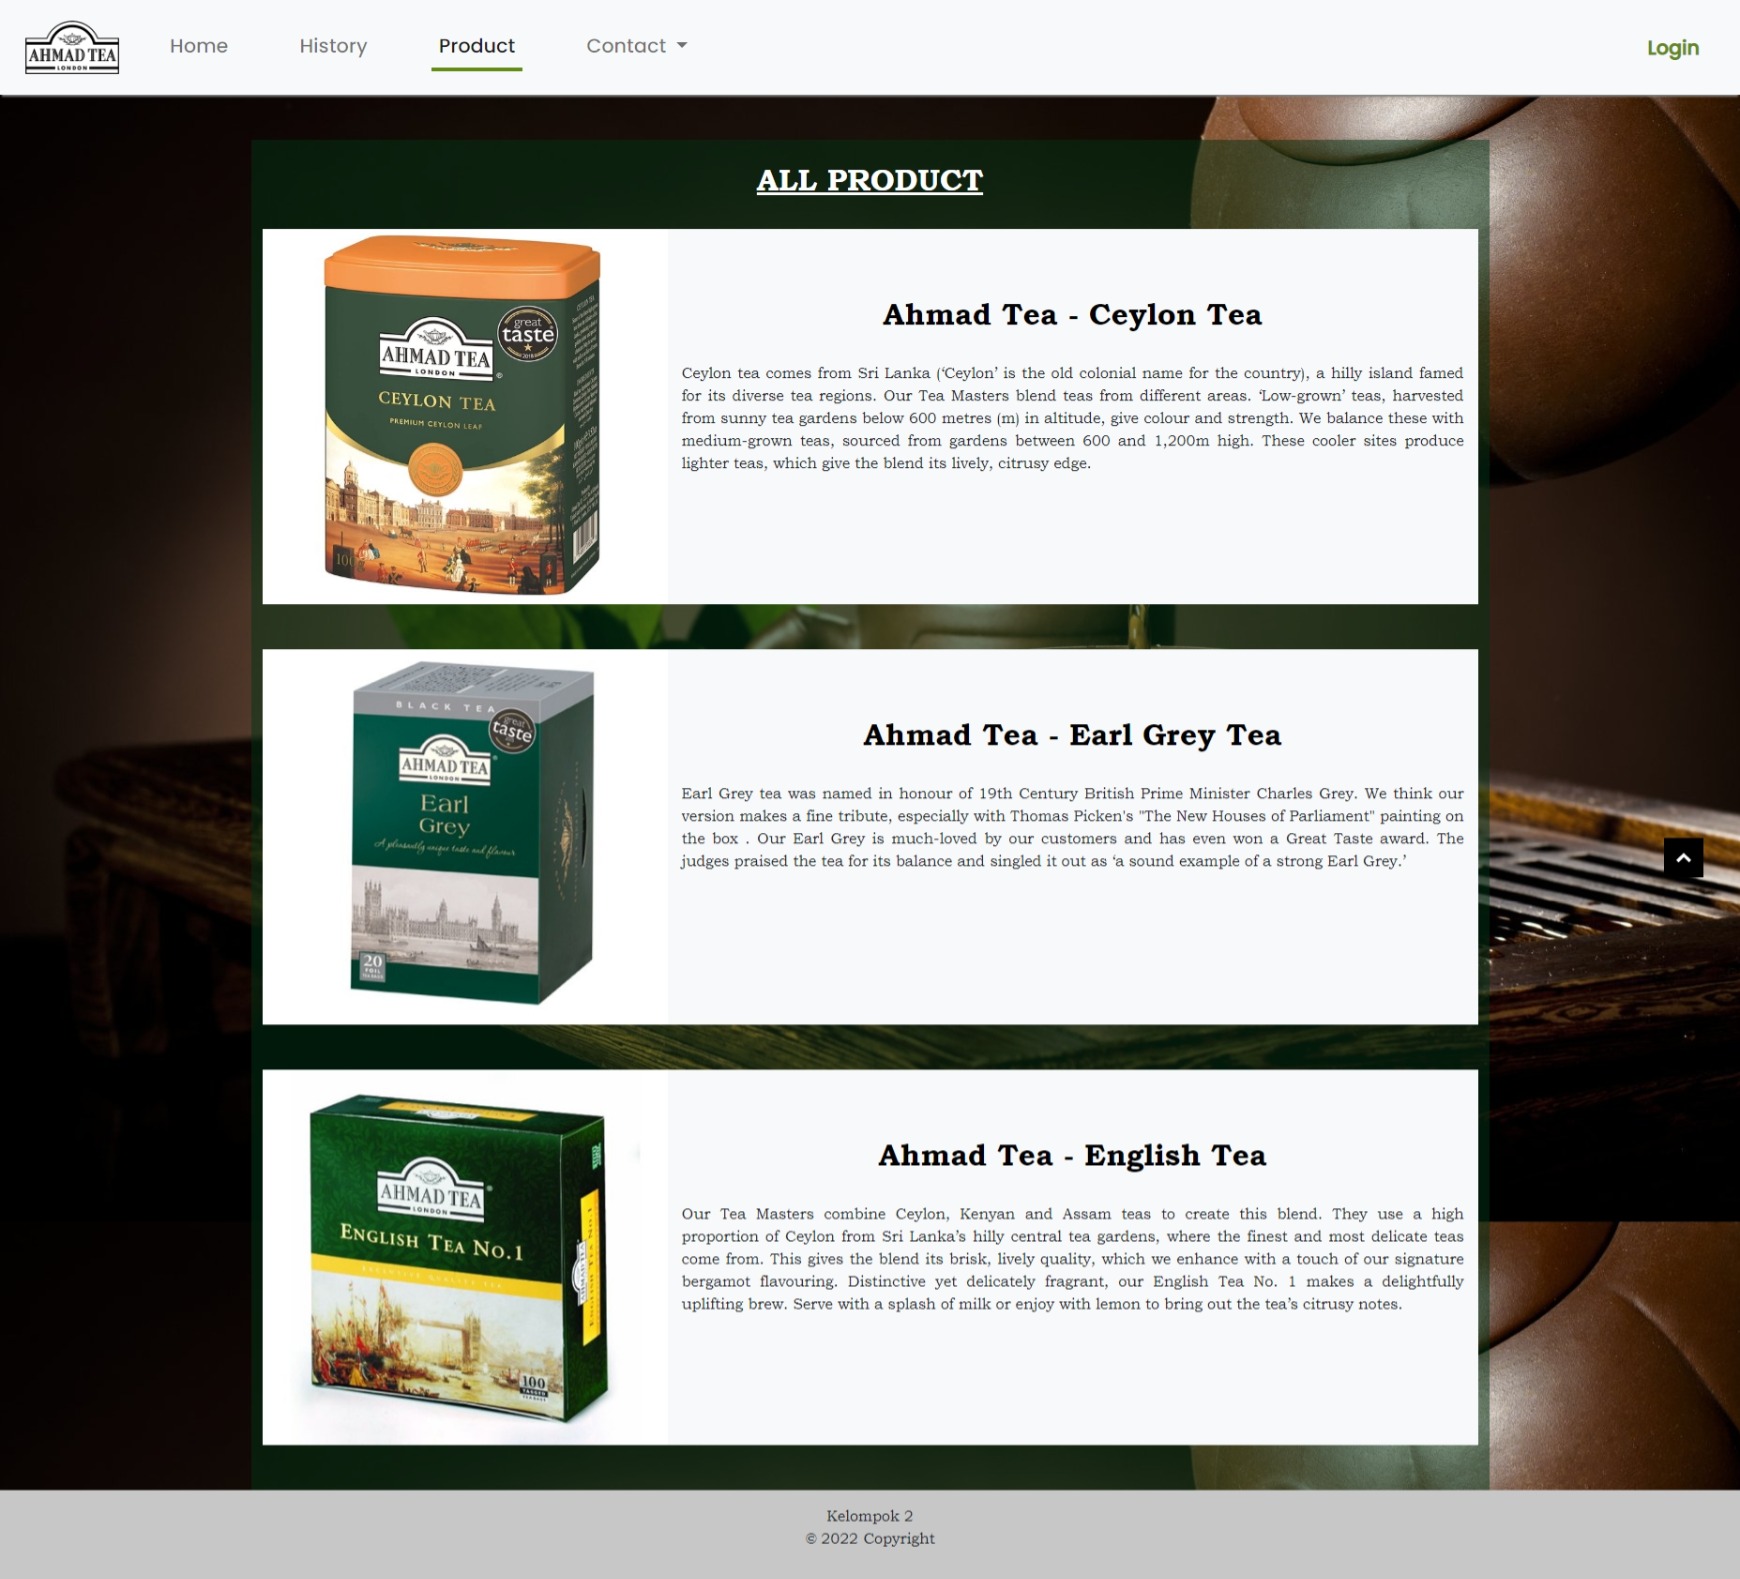 AHMAD TEA
LONDON
Home
History
Product
Contact
Login
ALL PRODUCT
great
taste
AHMAD TEA
LONDON
CEYLON TEA
PREMIUM CEYLON LEAF
100
Ahmad Tea - Ceylon Tea
Ceylon tea comes from Sri Lanka (‘Ceylon’ is the old colonial name for the country), a hilly island famed
for its diverse tea regions. Our Tea Masters blend teas from different areas. ‘Low-grown’ teas, harvested
from sunny tea gardens below 600 metres (m) in altitude, give colour and strength. We balance these with
medium-grown teas, sourced from gardens between 600 and 1,200m high. These cooler sites produce
lighter teas, which give the blend its lively, citrusy edge.
BLACK TEA
great
taste
AHMAD TEA
LONDON
Earl
Grey
A pleasantly unique taste and flavour
20
FOIL
Ahmad Tea - Earl Grey Tea
Earl Grey tea was named in honour of 19th Century British Prime Minister Charles Grey. We think our
version makes a fine tribute, especially with Thomas Picken's "The New Houses of Parliament" painting on
the box . Our Earl Grey is much-loved by our customers and has even won a Great Taste award. The
judges praised the tea for its balance and singled it out as ‘a sound example of a strong Earl Grey.’
AHMAD TEA
LONDON
ENGLISH TEA No.1
AHMAD TEA
ENGLISH TEA No.1
100
TAGGED
Ahmad Tea - English Tea
Our Tea Masters combine Ceylon, Kenyan and Assam teas to create this blend. They use a high
proportion of Ceylon from Sri Lanka’s hilly central tea gardens, where the finest and most delicate teas
come from. This gives the blend its brisk, lively quality, which we enhance with a touch of our signature
bergamot flavouring. Distinctive yet delicately fragrant, our English Tea No. 1 makes a delightfully
uplifting brew. Serve with a splash of milk or enjoy with lemon to bring out the tea’s citrusy notes.
Kelompok 2
© 2022 Copyright